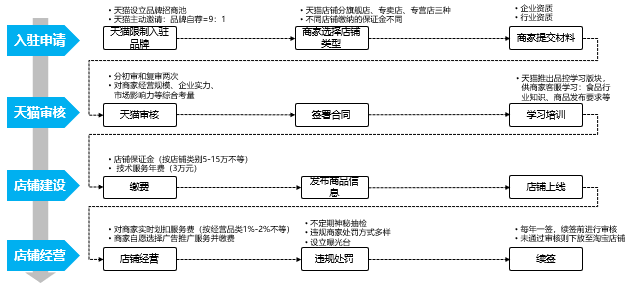 • 天猫设立品牌招商池
• 天猫主动邀请：品牌自荐=9：1
• 天猫店铺分旗舰店、专卖店、专营店三种
• 不同店铺缴纳的保证金不同
• 企业资质
• 行业资质
入驻申请
天猫限制入驻
品牌
商家选择店铺
类型
商家提交材料
• 分初审和复审两次
• 对商家经营规模、企业实力、
市场影响力等综合考量
• 天猫推出品控学习版块，
供商家客服学习：食品行
业知识、商品发布要求等
天猫审核
天猫审核
签署合同
学习培训
• 店铺保证金（按店铺类别5-15万不等）
• 技术服务年费（3万元）
店铺建设
缴费
发布商品信
息
店铺上线
• 对商家实时划扣服务费（按经营品类1%-2%不等）
• 商家自愿选择广告推广服务并缴费
• 不定期神秘抽检
• 违规商家处罚方式多样
• 设立曝光台
• 每年一签，续签前进行审核
• 未通过审核则下放至淘宝店铺
店铺经营
店铺经营
违规处罚
续签